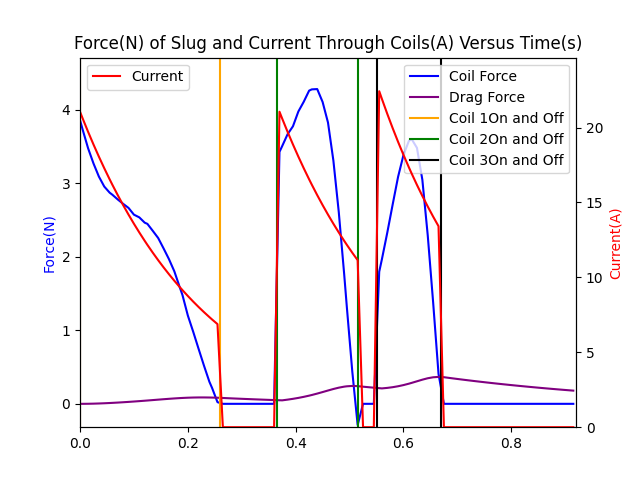 Force(N) of Slug and Current Through Coils(A) Versus Time(s)
Current
Coil Force
Drag Force
Coil 1On and Off
Coil 2On and Off
Coil 3On and Off
Force(N)
4
3
2
1
0
Current(A)
20
15
10
5
0
0.0 0.2 0.4 0.6 0.8